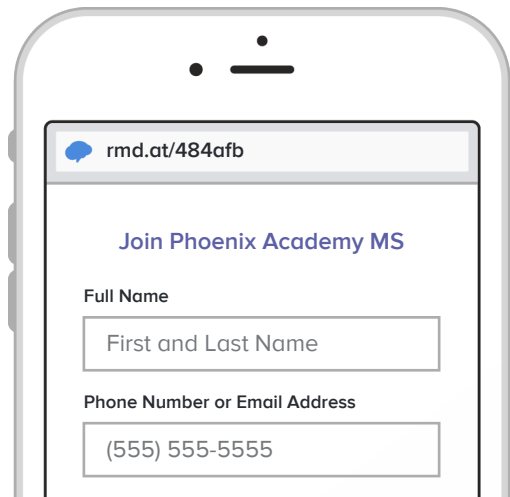 rmd.at/484afb
Join Phoenix Academy MS
Full Name
First and Last Name
Phone Number or Email Address
(555) 555-5555